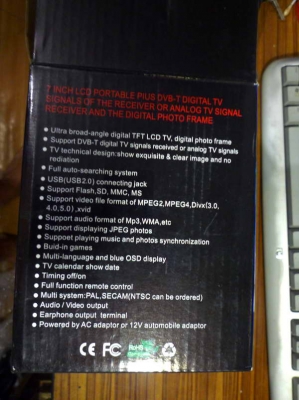 7 INCH LCD PORTABLE PIUS DVB-T DIGITAL TV
SIGNALS OF THE RECEIVER OR ANALOG TV SIGNAL
RECEIVER AND THE DIGITAL PHOTO FRAME
● Ultra broad-angle digital TFT LCD TV, digital photo frame
● Support DVB-T digital TV signals received or analog TV signals
● TV technical design:show exquisite & clear image and no
rediation
● Full auto-searching system
● USB(USB2.0) connecting jack
● Support Flash,SD, MMC, MS
● Support video file format of MPEG2,MPEG4,Divx(3.0,
4.0,5.0) ,xvid
● Support audio format of Mp3,WMA,etc
● Support displaying JPEG photos
● Suppoet playing music and photos synchronization
● Buid-in games
● Multi-language and blue OSD display
● TV calendar show date
● Timing off/on
● Full function remote control
● Multi system:PAL,SECAM(NTSC can be ordered)
● Audio / Video output
● Earphone output terminal
● Powered by AC adaptor or 12V automobile adaptor
CE FC RoHS